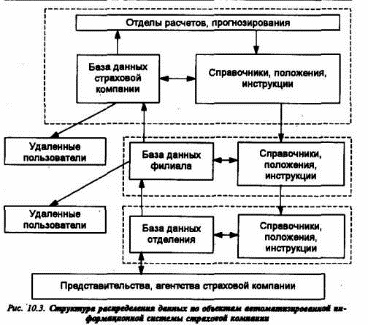 Отделы расчетов, прогнозирования
База данных
страховой
компании
Справочники, положения,
инструкции
Удаленные
пользователи
База данных
филиала
Справочники,
положения,
инструкции
Удаленные
пользователи
База данных
отделения
Справочники,
положения,
инструкции
Представительства, агентства страховой компании
Рис. 10.3. Структура распределения данных по объектам автоматизированной ин-
формационной системы страховой компании